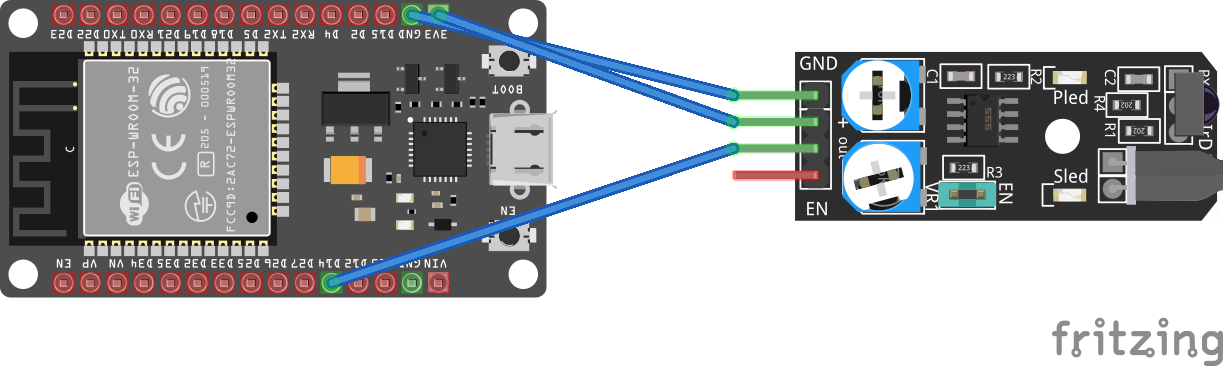 D23 D22 TX0 RX0 D21 D19 D18 D5 TX2 RX2 D4 D2 D15 GND 3V3
BOOT
ESP-WROOM-32
CE
R 205 - 000519
FCC ID:2AC72-ESPWROOM32
WiFi
C
EN
EN VP VN D34 D35 D32 D33 D25 D26 D27 D14 D12 D13 GND VIN
GND
+
out
EN
C1
223
R2
C2
Pled
R4
202
R1
202
555
IrD
223
R3
Sled
EN
VR1
fritzing